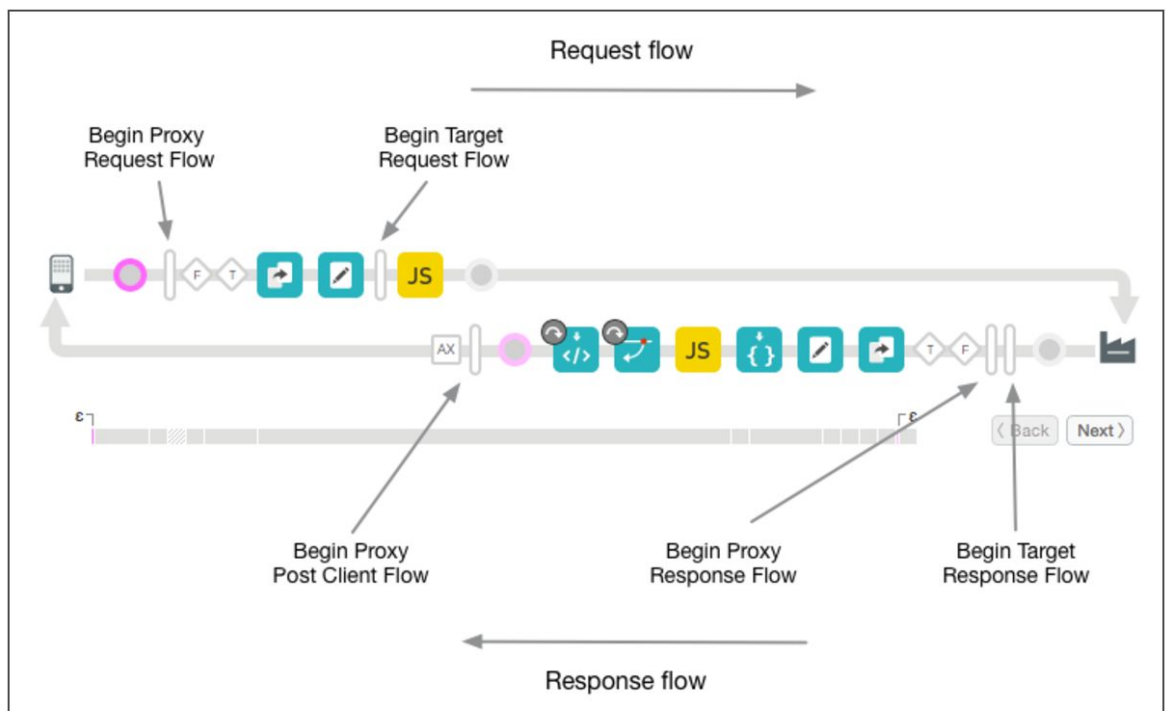 Request flow
Begin Proxy
Request Flow
Begin Target
Request Flow
F
T
JS
AX
</>
JS
{ }
T
F
ε
ε
Back
Next
Begin Proxy
Post Client Flow
Begin Proxy
Response Flow
Begin Target
Response Flow
Response flow